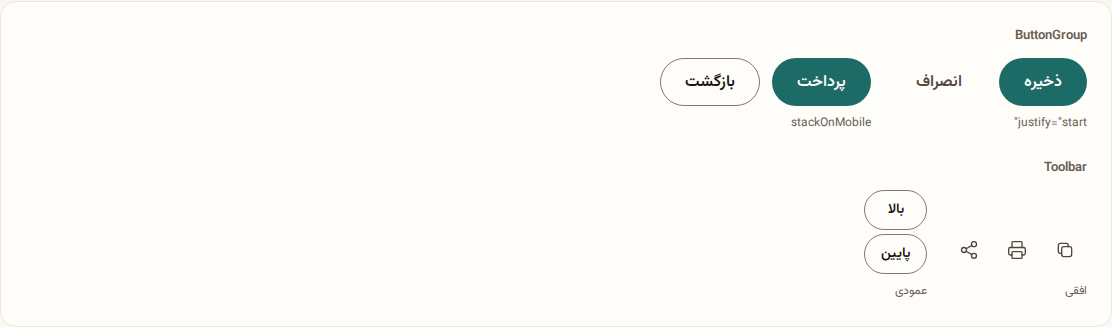 ButtonGroup
ذخیره انصراف پرداخت بازگشت
justify="start" stackOnMobile
Toolbar
بالا
پایین
افقی عمودی